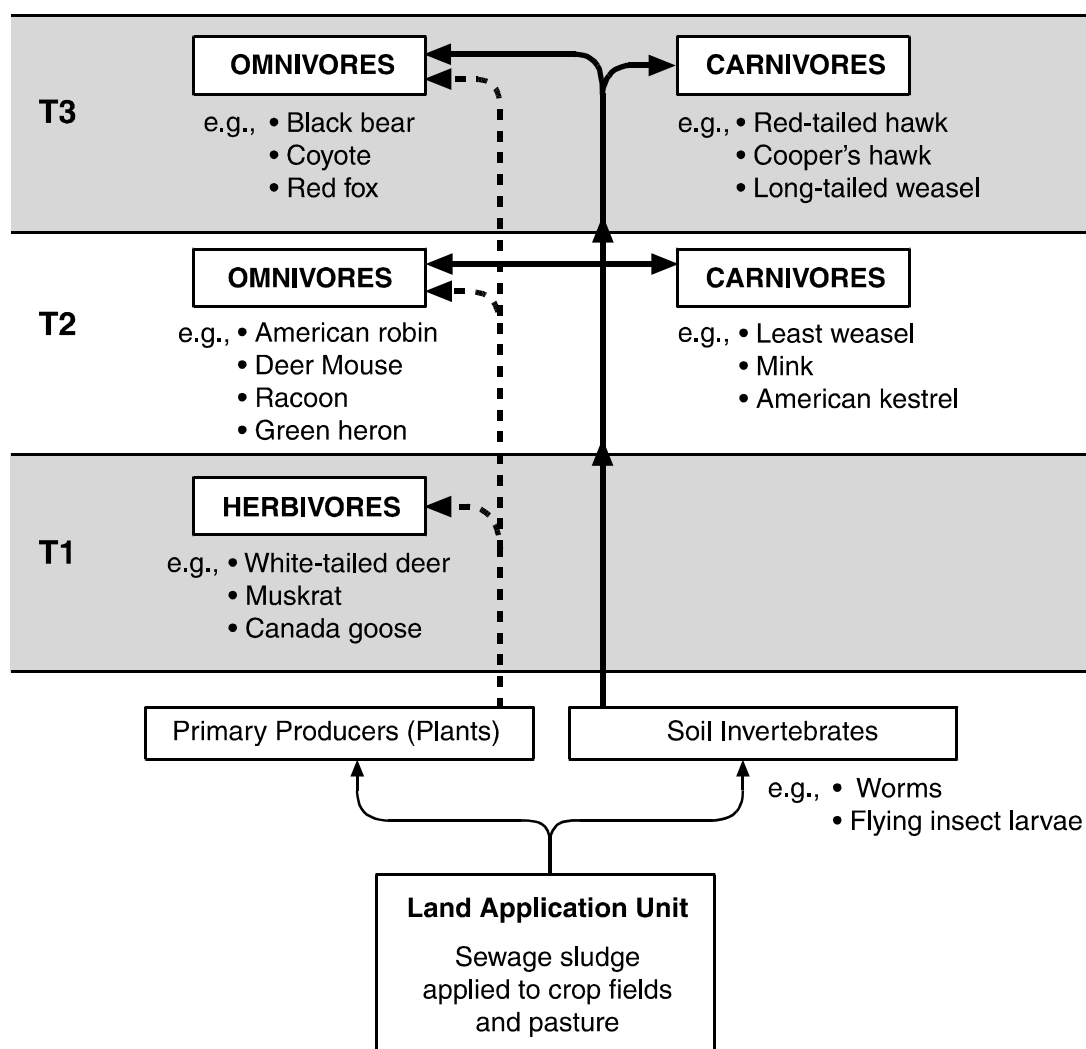 T3
OMNIVORES
e.g., • Black bear
• Coyote
• Red fox
CARNIVORES
e.g., • Red-tailed hawk
• Cooper's hawk
• Long-tailed weasel
T2
OMNIVORES
e.g., • American robin
• Deer Mouse
• Racoon
• Green heron
CARNIVORES
e.g., • Least weasel
• Mink
• American kestrel
T1
HERBIVORES
e.g., • White-tailed deer
• Muskrat
• Canada goose
Primary Producers (Plants)
Soil Invertebrates
e.g., • Worms
• Flying insect larvae
Land Application Unit
Sewage sludge
applied to crop fields
and pasture